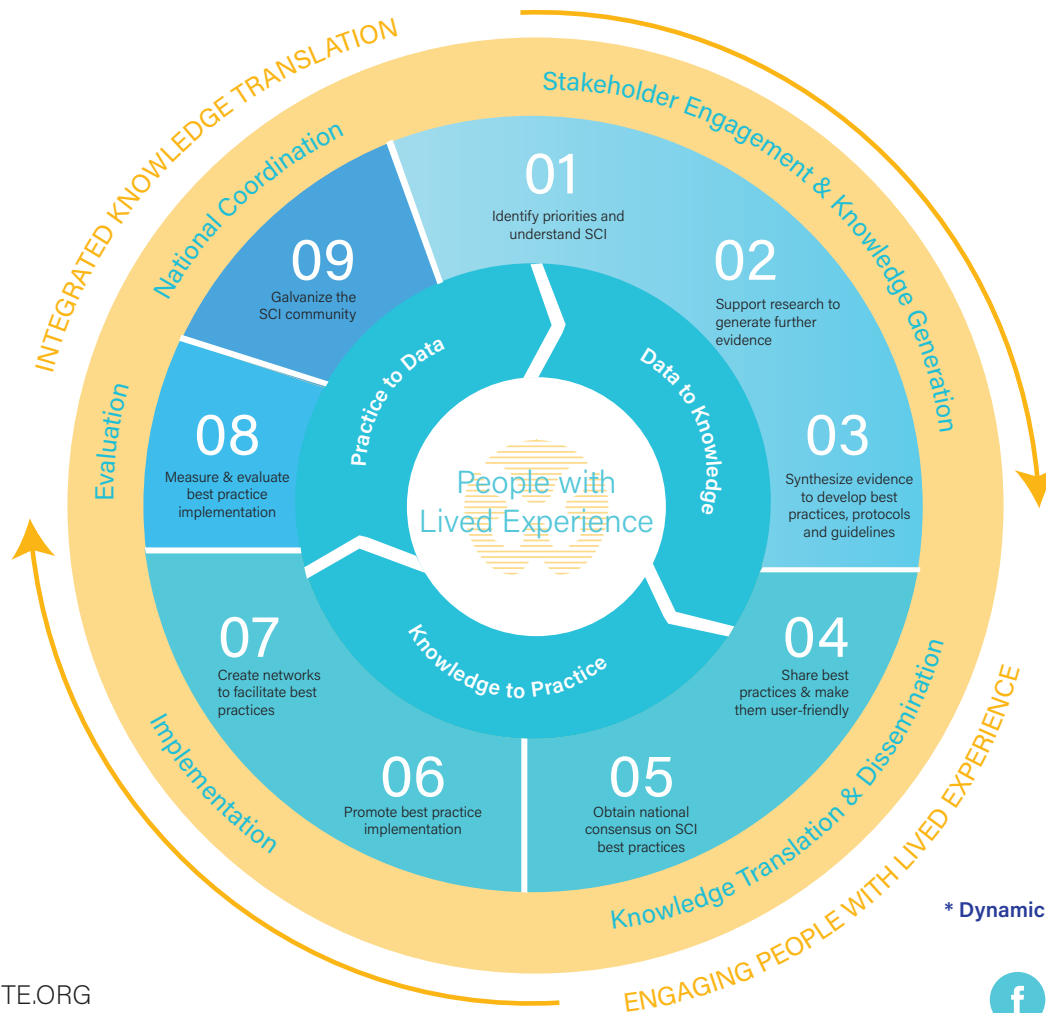 INTEGRATED KNOWLEDGE TRANSLATION
Stakeholder Engagement & Knowledge Generation
National Coordination
01
Identify priorities and
understand SCI
02
Support research to
generate further
evidence
03
Synthesize evidence
to develop best
practices, protocols
and guidelines
04
Share best
practices & make
them user-friendly
05
Obtain national
consensus on SCI
best practices
06
Promote best practice
implementation
07
Create networks
to facilitate best
practices
08
Measure & evaluate
best practice
implementation
09
Galvanize the
SCI community
Evaluation
Implementation
Knowledge Translation & Dissemination
Practice to Data
Data to Knowledge
Knowledge to Practice
People with
Lived Experience
ENGAGING PEOPLE WITH LIVED EXPERIENCE
* Dynamic
TE.ORG
f